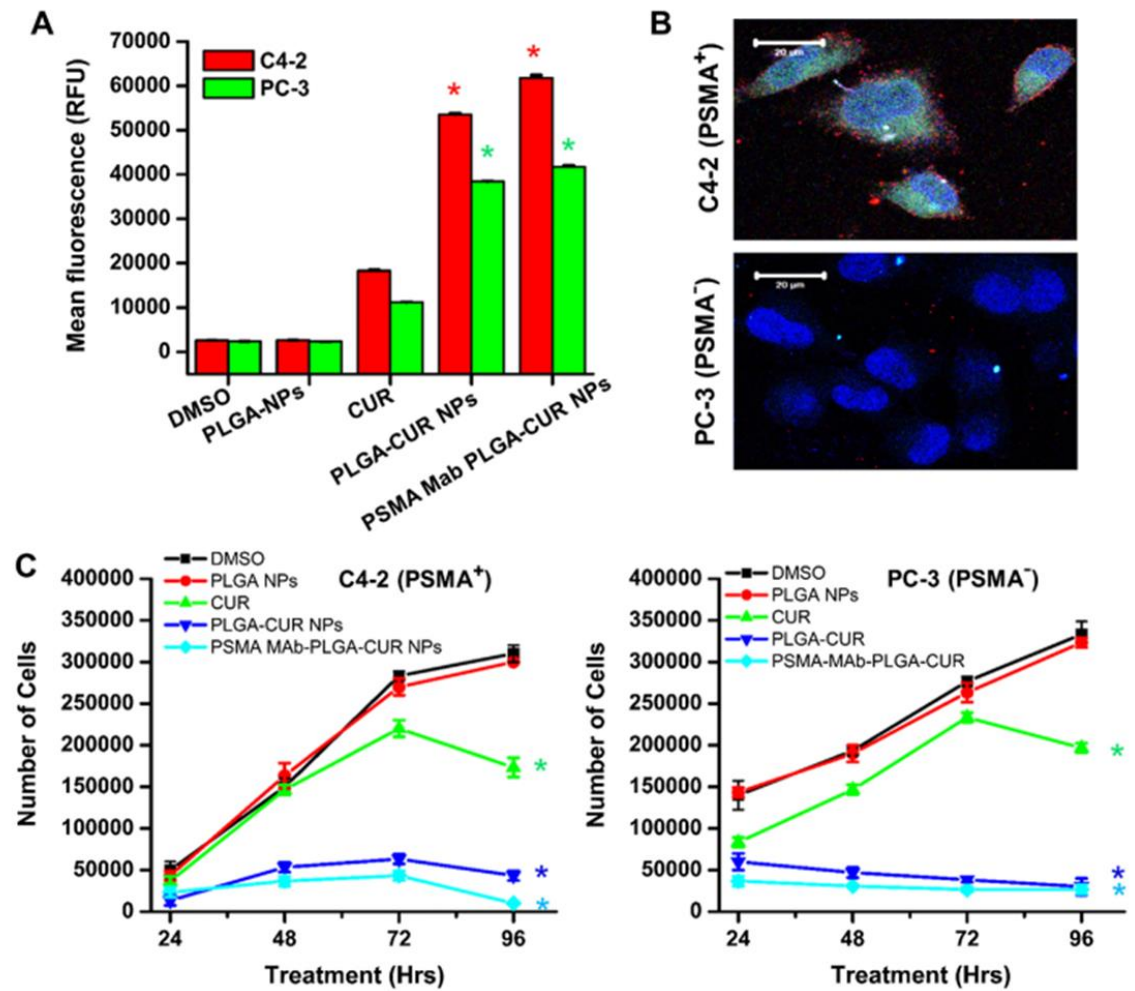 A
Mean fluorescence (RFU)
70000
60000
50000
40000
30000
20000
10000
0
C4-2
PC-3
*
*
*
*
DMSO
PLGA-NPs
CUR
PLGA-CUR NPs
PSMA Mab PLGA-CUR NPs
B
C4-2 (PSMA⁺)
20 µm
PC-3 (PSMA⁻)
20 µm
C
DMSO
PLGA NPs
CUR
PLGA-CUR NPs
PSMA MAb-PLGA-CUR NPs
C4-2 (PSMA⁺)
Number of Cells
400000
350000
300000
250000
200000
150000
100000
50000
0
*
*
*
24 48 72 96
Treatment (Hrs)
DMSO
PLGA NPs
CUR
PLGA-CUR
PSMA-MAb-PLGA-CUR
PC-3 (PSMA⁻)
Number of Cells
400000
350000
300000
250000
200000
150000
100000
50000
0
*
*
*
24 48 72 96
Treatment (Hrs)